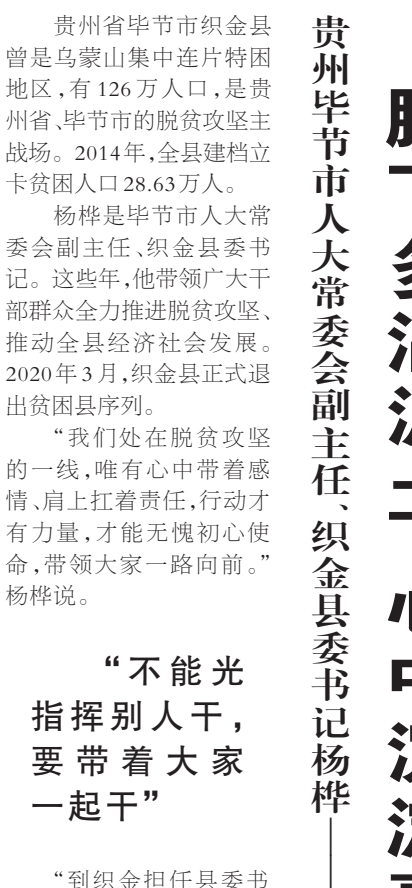 贵州毕节市人大常委会副主任、织金县委书记杨桦——
贵州省毕节市织金县
曾是乌蒙山集中连片特困
地区,有126万人口,是贵
州省、毕节市的脱贫攻坚主
战场。2014年,全县建档立
卡贫困人口28.63万人。
杨桦是毕节市人大常
委会副主任、织金县委书
记。这些年,他带领广大干
部群众全力推进脱贫攻坚、
推动全县经济社会发展。
2020年3月,织金县正式退
出贫困县序列。
“我们处在脱贫攻坚
的一线,唯有心中带着感
情、肩上扛着责任,行动才
有力量,才能无愧初心使
命,带领大家一路向前。”
杨桦说。
“不能光
指挥别人干,
要带着大家
一起干”
“到织金担任县委书